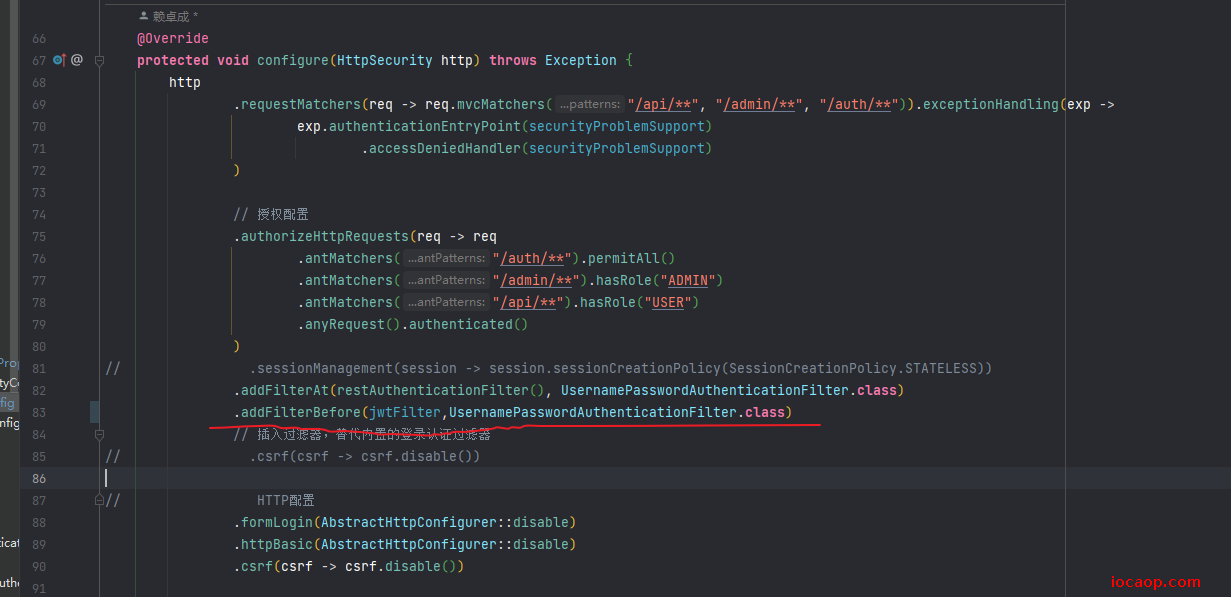 赖卓成 *
66 @Override
67 @ protected void configure(HttpSecurity http) throws Exception {
68 http
69 .requestMatchers(req -> req.mvcMatchers( ...patterns: "/api/**", "/admin/**", "/auth/**")).exceptionHandling(exp ->
70 exp.authenticationEntryPoint(securityProblemSupport)
71 .accessDeniedHandler(securityProblemSupport)
72 )
73
74 // 授权配置
75 .authorizeHttpRequests(req -> req
76 .antMatchers( ...antPatterns: "/auth/**").permitAll()
77 .antMatchers( ...antPatterns: "/admin/**").hasRole("ADMIN")
78 .antMatchers( ...antPatterns: "/api/**").hasRole("USER")
79 .anyRequest().authenticated()
80 )
81 // .sessionManagement(session -> session.sessionCreationPolicy(SessionCreationPolicy.STATELESS))
82 .addFilterAt(restAuthenticationFilter(), UsernamePasswordAuthenticationFilter.class)
83 .addFilterBefore(jwtFilter,UsernamePasswordAuthenticationFilter.class)
84 // 插入过滤器，替代内置的登录认证过滤器
85 // .csrf(csrf -> csrf.disable())
86
87 // HTTP配置
88 .formLogin(AbstractHttpConfigurer::disable)
89 .httpBasic(AbstractHttpConfigurer::disable)
90 .csrf(csrf -> csrf.disable())
91
iocaop.com